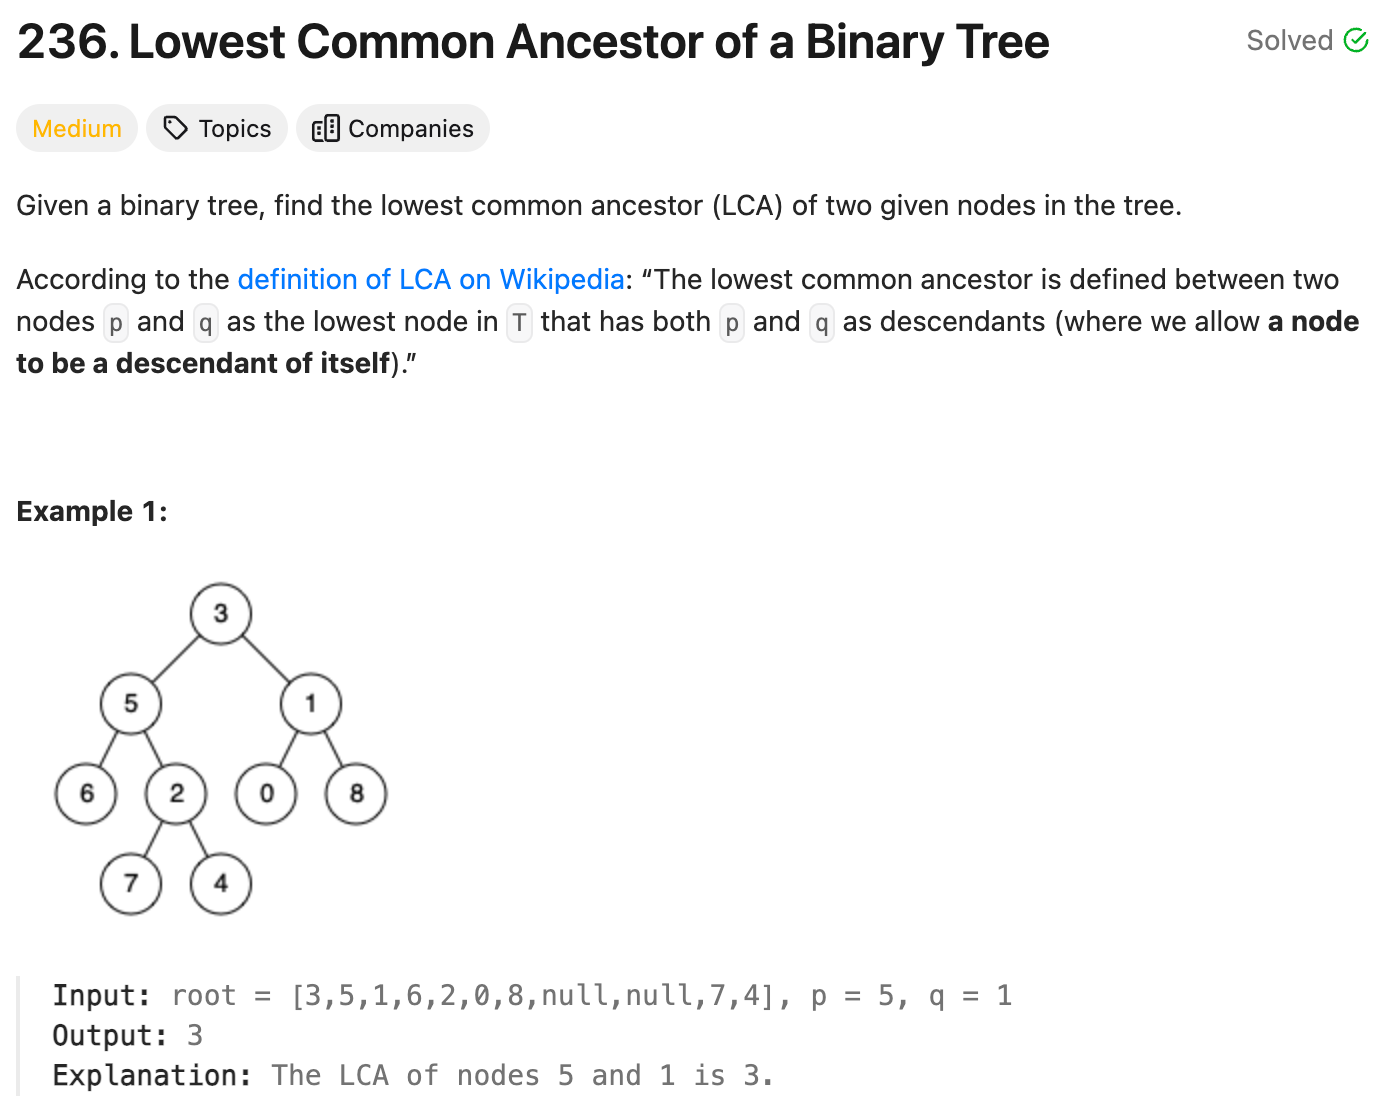 236. Lowest Common Ancestor of a Binary Tree
Solved
Medium
Topics
Companies
Given a binary tree, find the lowest common ancestor (LCA) of two given nodes in the tree.
According to the definition of LCA on Wikipedia: “The lowest common ancestor is defined between two
nodes p and q as the lowest node in T that has both p and q as descendants (where we allow a node
to be a descendant of itself).”
Example 1:
3
5 1
6 2 0 8
7 4
Input: root = [3,5,1,6,2,0,8,null,null,7,4], p = 5, q = 1
Output: 3
Explanation: The LCA of nodes 5 and 1 is 3.